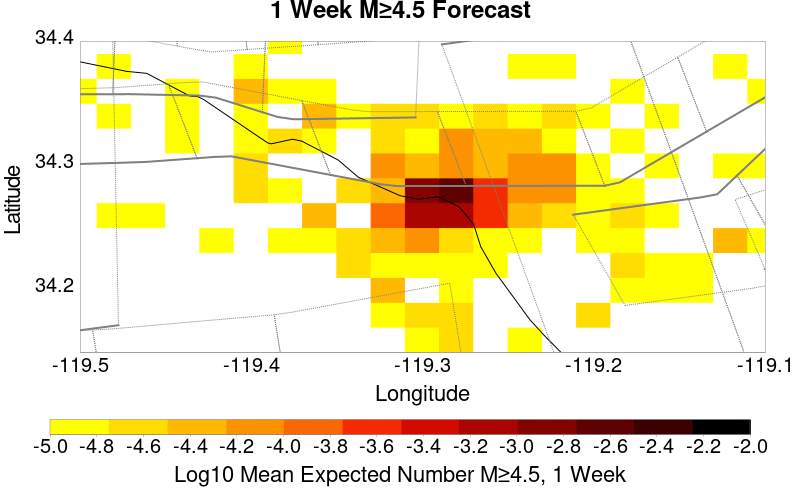 1 Week M≥4.5 Forecast
34.4
34.3
34.2
Latitude
-119.5 -119.4 -119.3 -119.2 -119.1
Longitude
-5.0 -4.8 -4.6 -4.4 -4.2 -4.0 -3.8 -3.6 -3.4 -3.2 -3.0 -2.8 -2.6 -2.4 -2.2 -2.0
Log10 Mean Expected Number M≥4.5, 1 Week